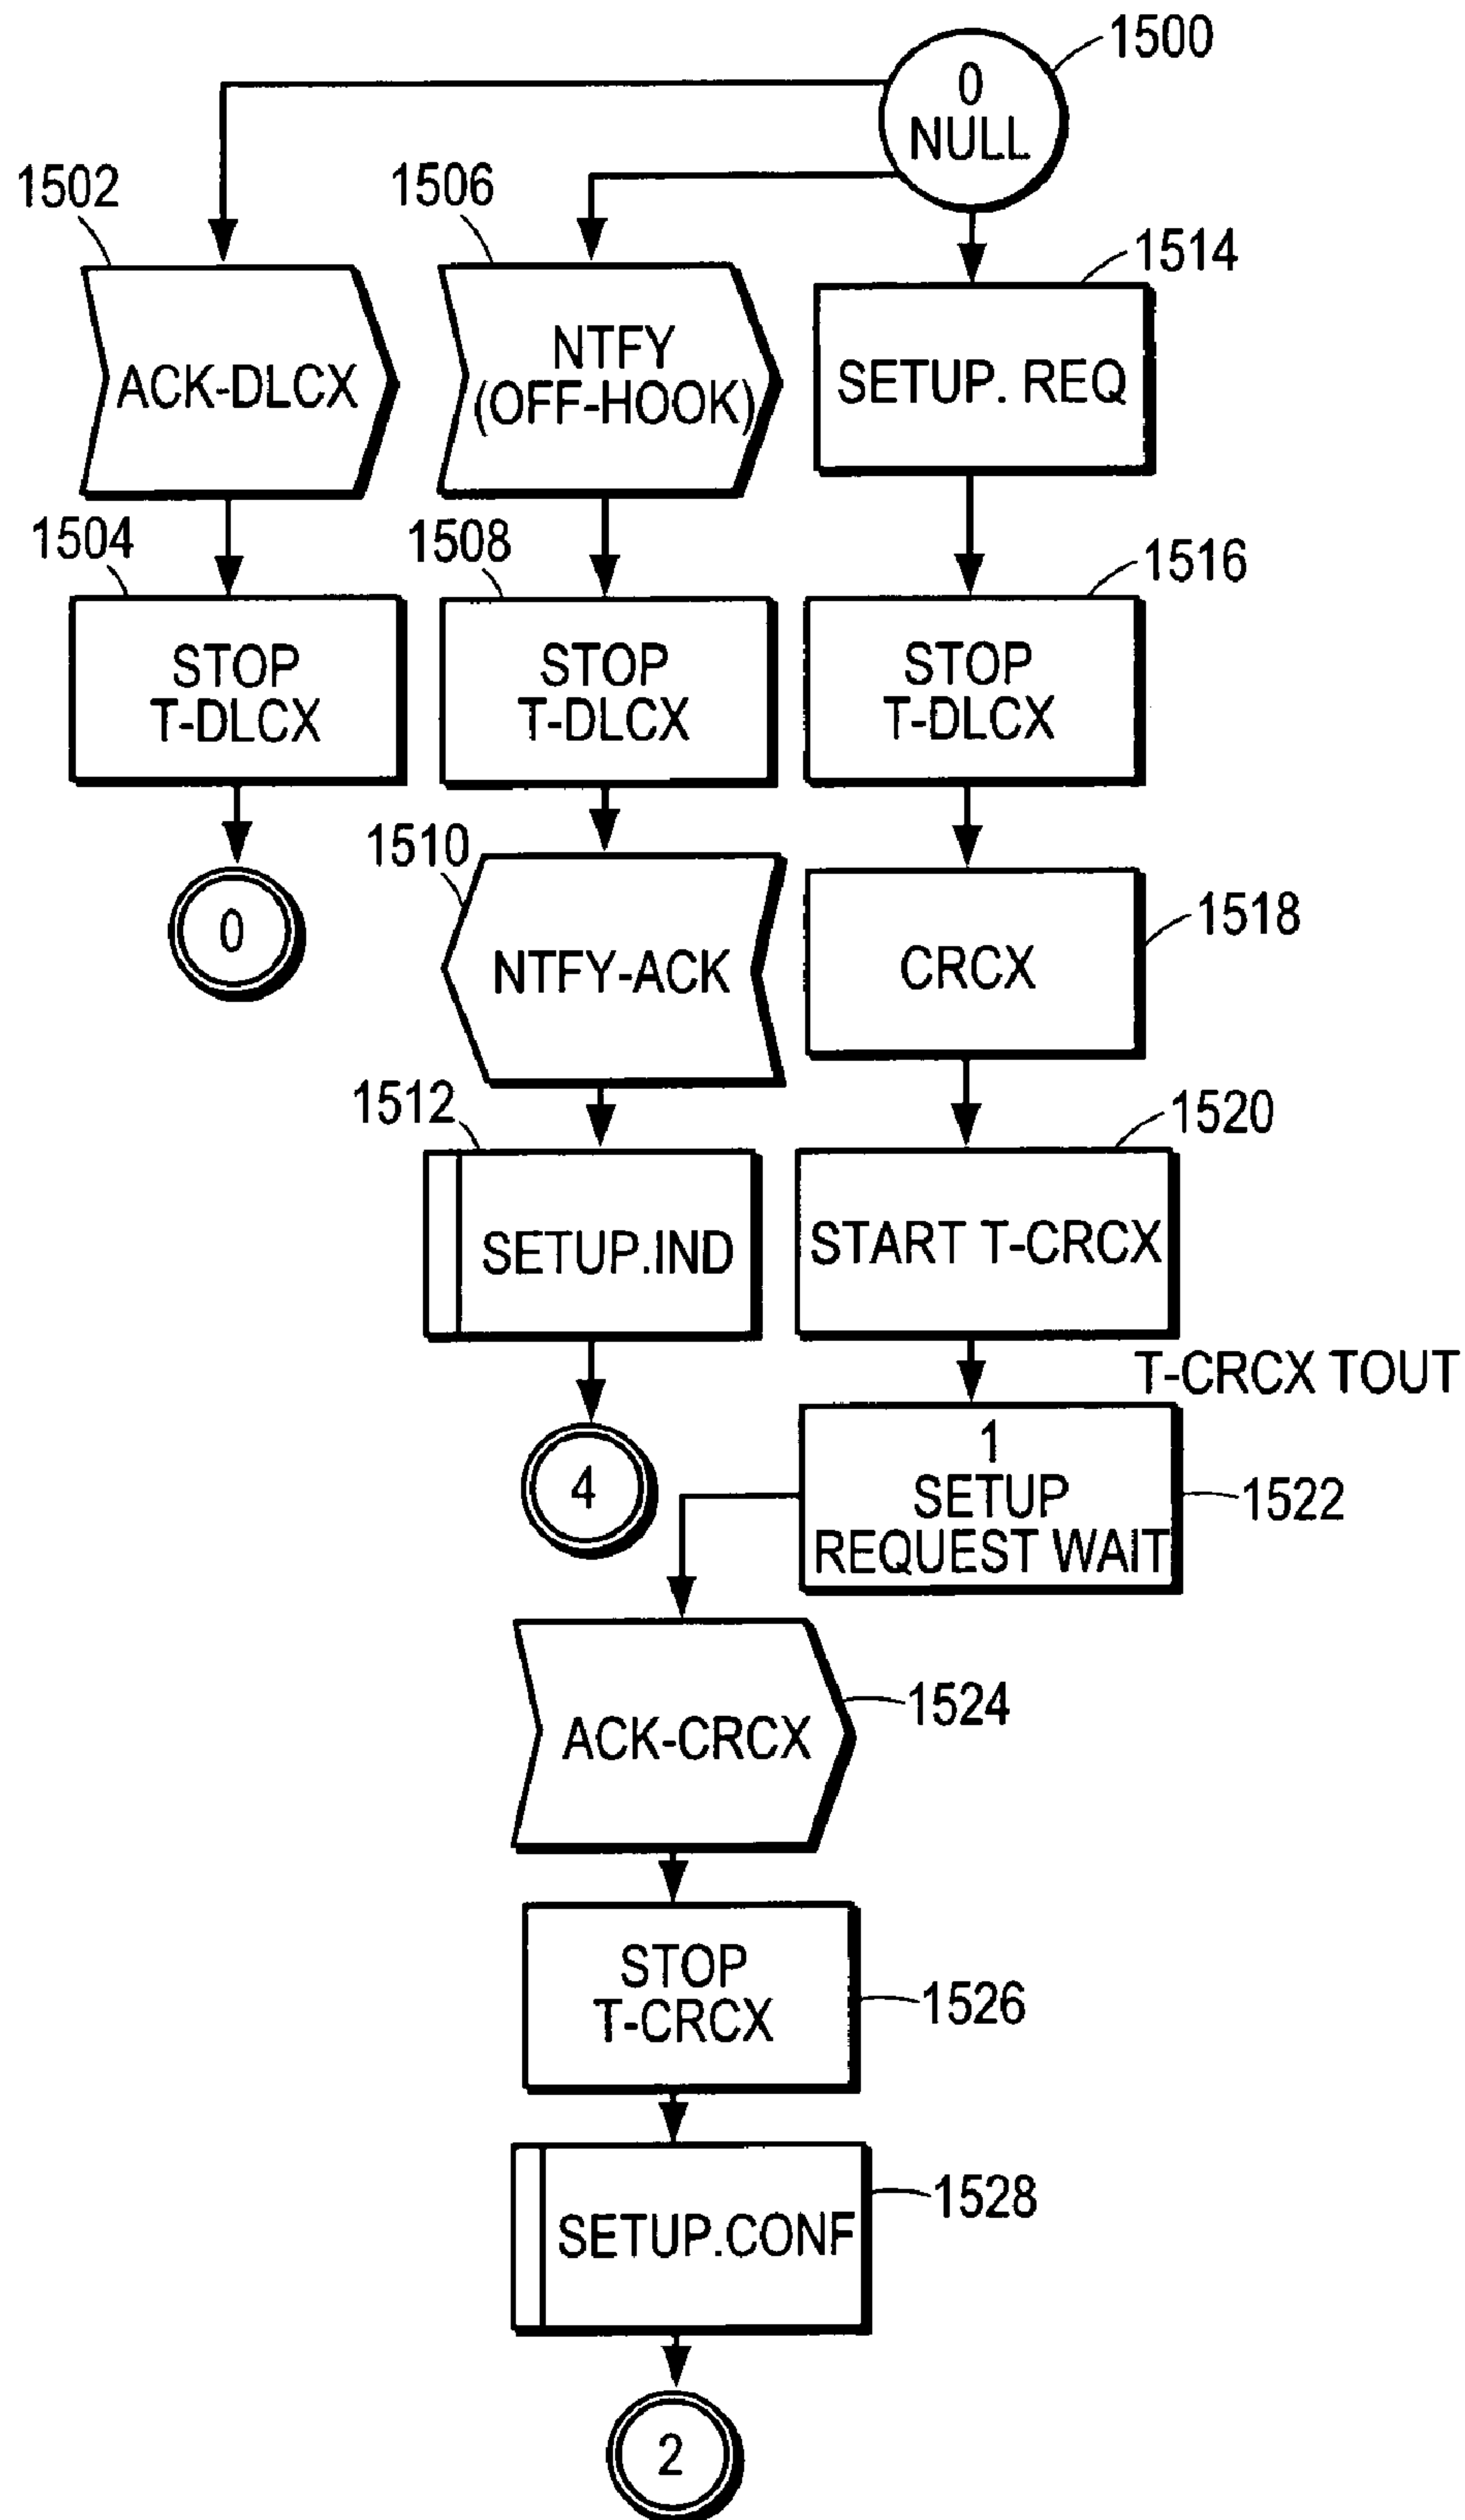 1500
0
NULL
1502
1506
1514
ACK-DLCX
NTFY
(OFF-HOOK)
SETUP. REQ
1504
1508
1516
STOP
T-DLCX
STOP
T-DLCX
STOP
T-DLCX
1510
1518
0
NTFY-ACK
CRCX
1512
1520
SETUP.IND
START T-CRCX
T-CRCX TOUT
4
1
SETUP
REQUEST WAIT
1522
1524
ACK-CRCX
STOP
T-CRCX
1526
1528
SETUP.CONF
2